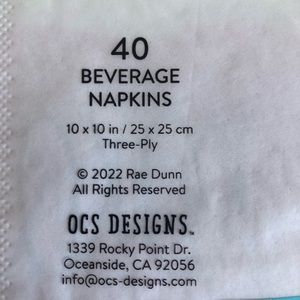 40
BEVERAGE
NAPKINS
10 x 10 in / 25 x 25 cm
Three-Ply
© 2022 Rae Dunn
All Rights Reserved
OCS DESIGNS™
1339 Rocky Point Dr.
Oceanside, CA 92056
info@ocs-designs.com